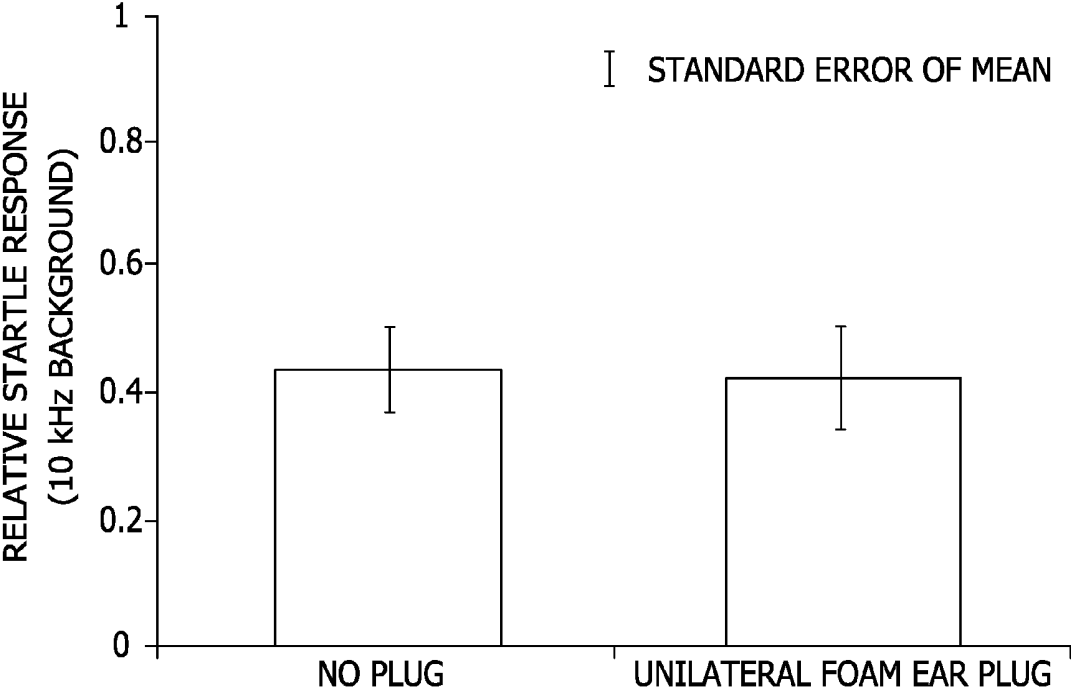 RELATIVE STARTLE RESPONSE
(10 kHz BACKGROUND)
1
0.8
0.6
0.4
0.2
0
STANDARD ERROR OF MEAN
NO PLUG
UNILATERAL FOAM EAR PLUG